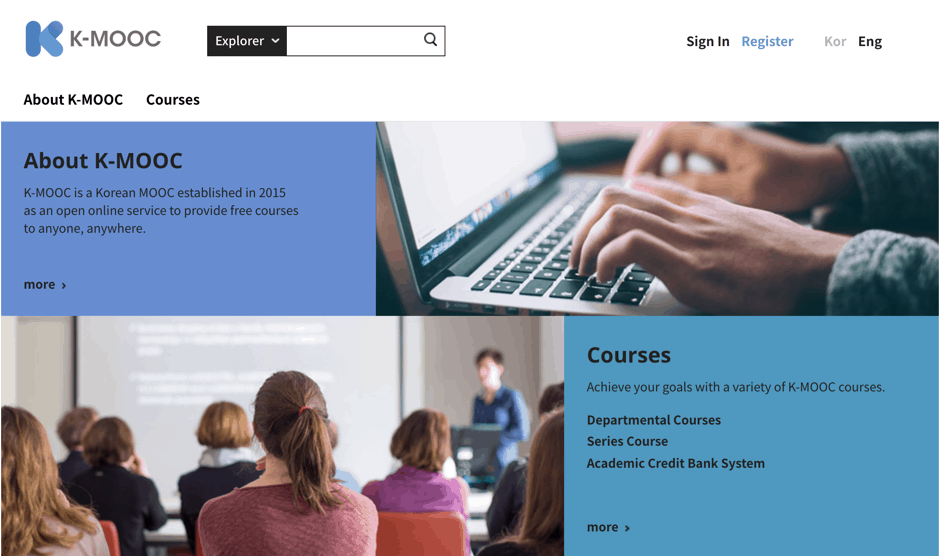 K-MOOC
Explorer
Sign In Register Kor Eng
About K-MOOC Courses
About K-MOOC
K-MOOC is a Korean MOOC established in 2015
as an open online service to provide free courses
to anyone, anywhere.
more ›
Courses
Achieve your goals with a variety of K-MOOC courses.
Departmental Courses
Series Course
Academic Credit Bank System
more ›